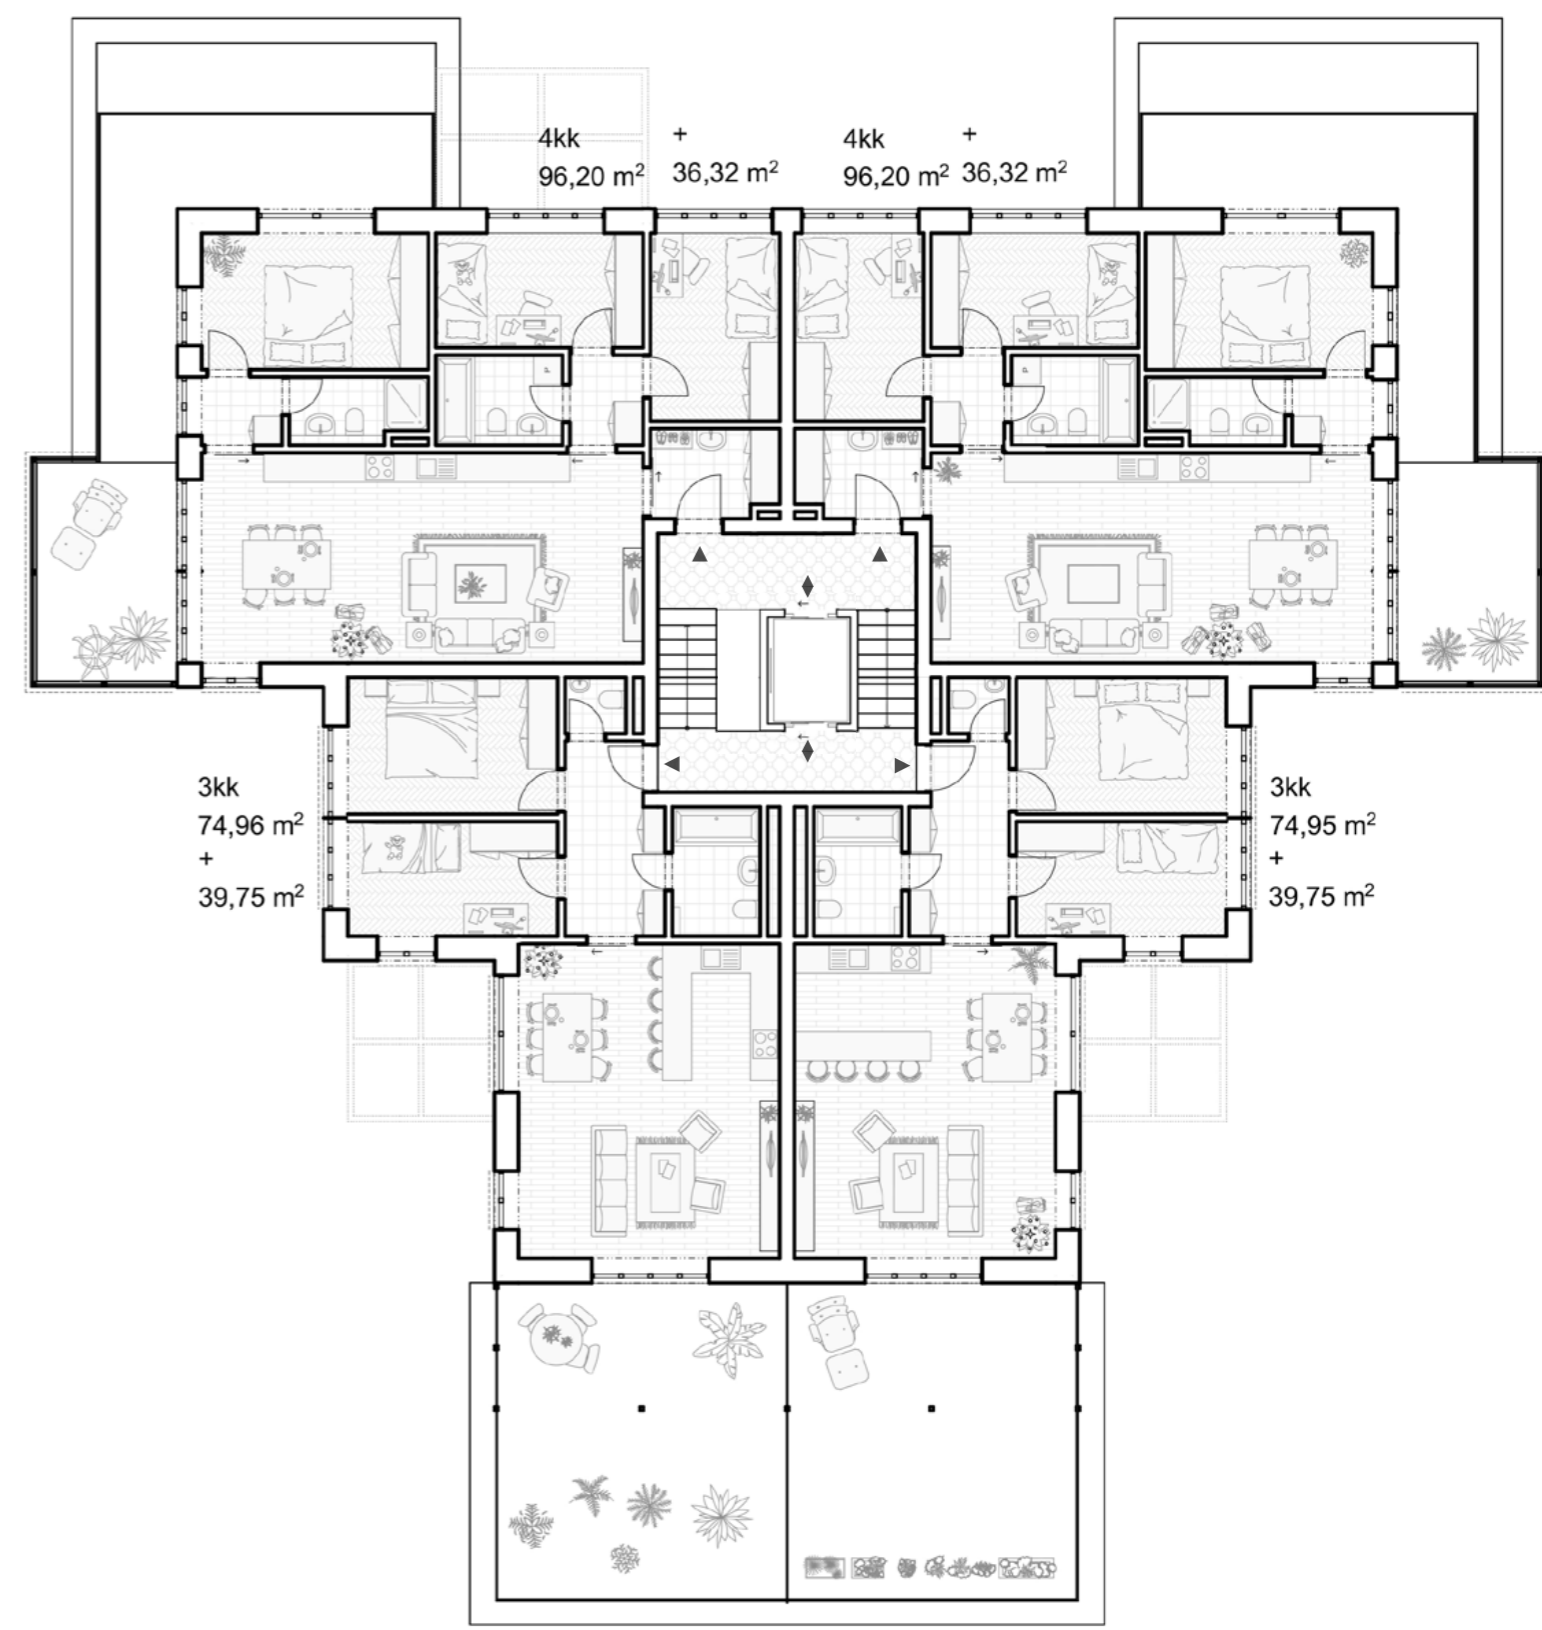 4kk
96,20 m²
+
36,32 m²
4kk
96,20 m²
+
36,32 m²
P
P
3kk
74,96 m²
+
39,75 m²
3kk
74,95 m²
+
39,75 m²